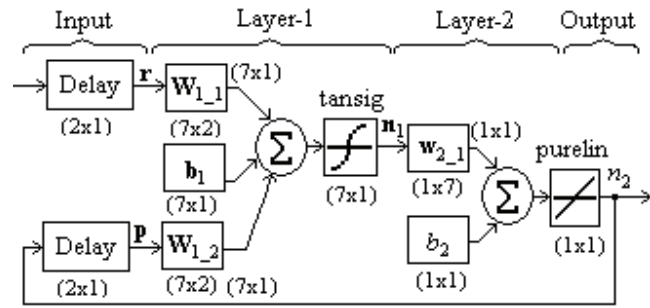 Input Layer-1 Layer-2 Output
Delay r W1_1 (7x1)
(2x1) (7x2) tansig n1 w2_1 (1x1)
b1 Σ (7x1) (1x7) purelin n2
(7x1) Σ
Delay p W1_2 b2 (1x1)
(2x1) (7x2) (7x1) (1x1)